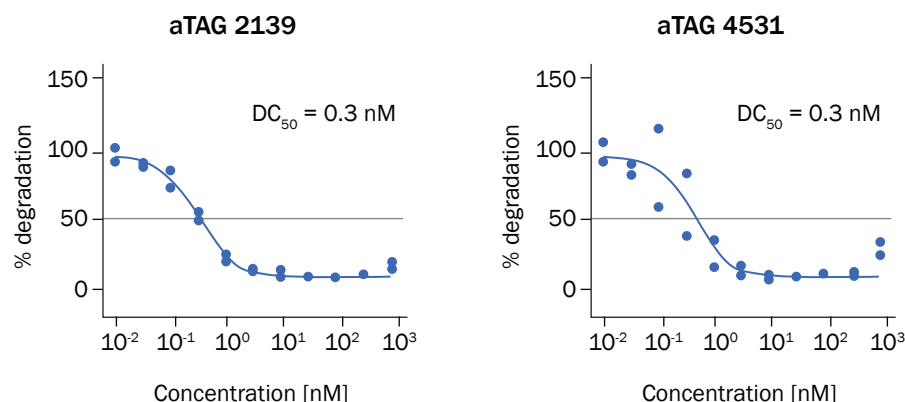 aTAG 2139
150
100
50
0
% degradation
DC50 = 0.3 nM
10-2 10-1 100 101 102 103
Concentration [nM]
aTAG 4531
150
100
50
0
% degradation
DC50 = 0.3 nM
10-2 10-1 100 101 102 103
Concentration [nM]